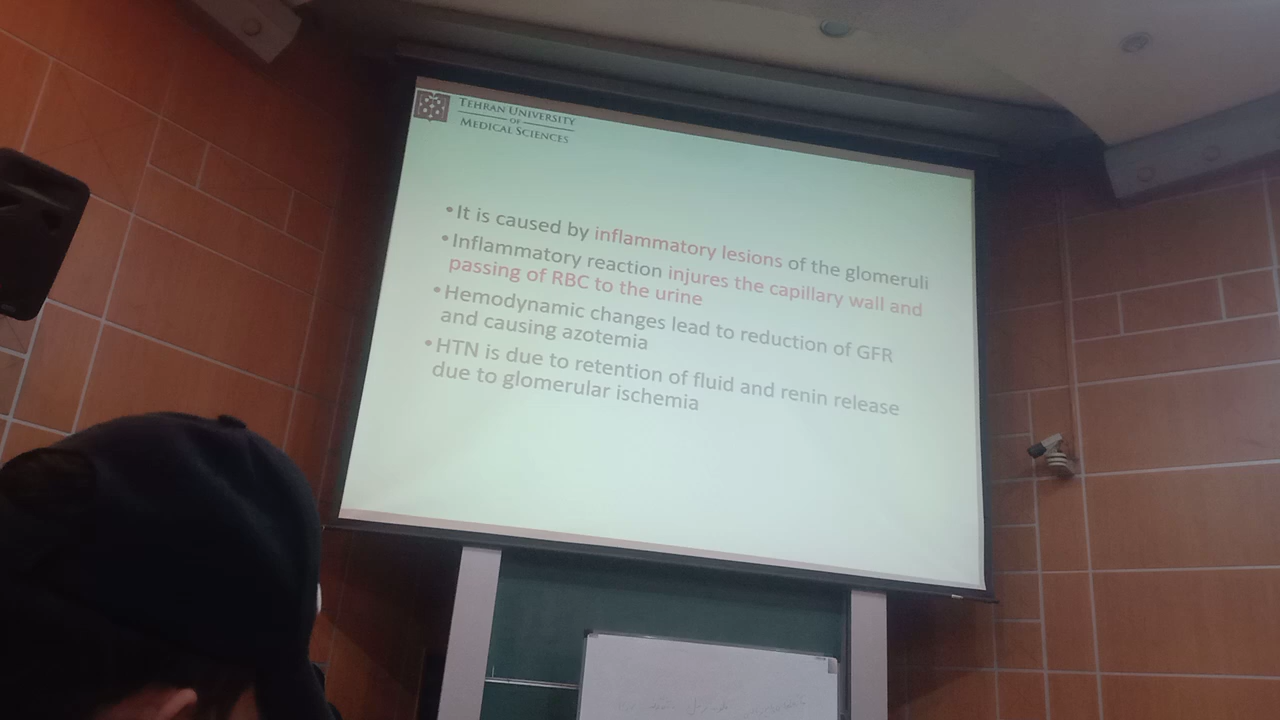 TEHRAN UNIVERSITY
OF
MEDICAL SCIENCES
•It is caused by inflammatory lesions of the glomeruli
•Inflammatory reaction injures the capillary wall and
passing of RBC to the urine
•Hemodynamic changes lead to reduction of GFR
and causing azotemia
•HTN is due to retention of fluid and renin release
due to glomerular ischemia